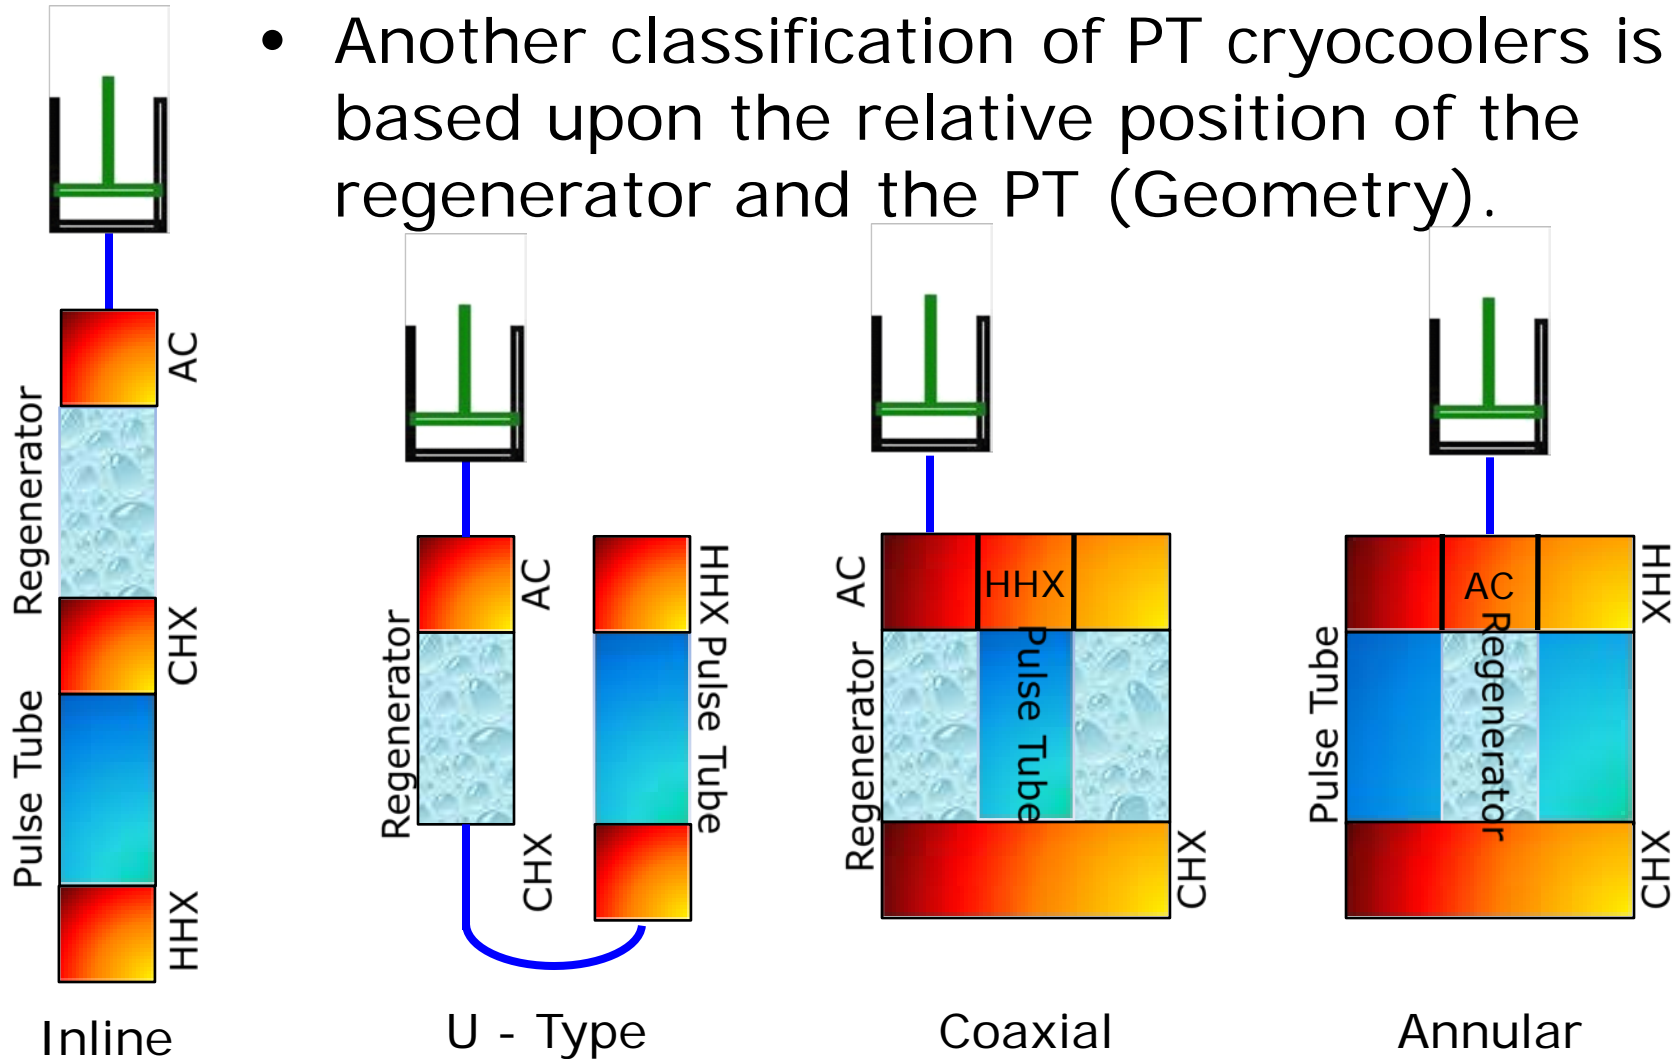 • Another classification of PT cryocoolers is
based upon the relative position of the
regenerator and the PT (Geometry).
AC
Regenerator
CHX
Pulse Tube
HHX
Inline
AC
Regenerator
CHX
HHX
Pulse Tube
U - Type
AC
HHX
Regenerator
Pulse Tube
CHX
Coaxial
AC
HHX
Pulse Tube
Regenerator
CHX
Annular